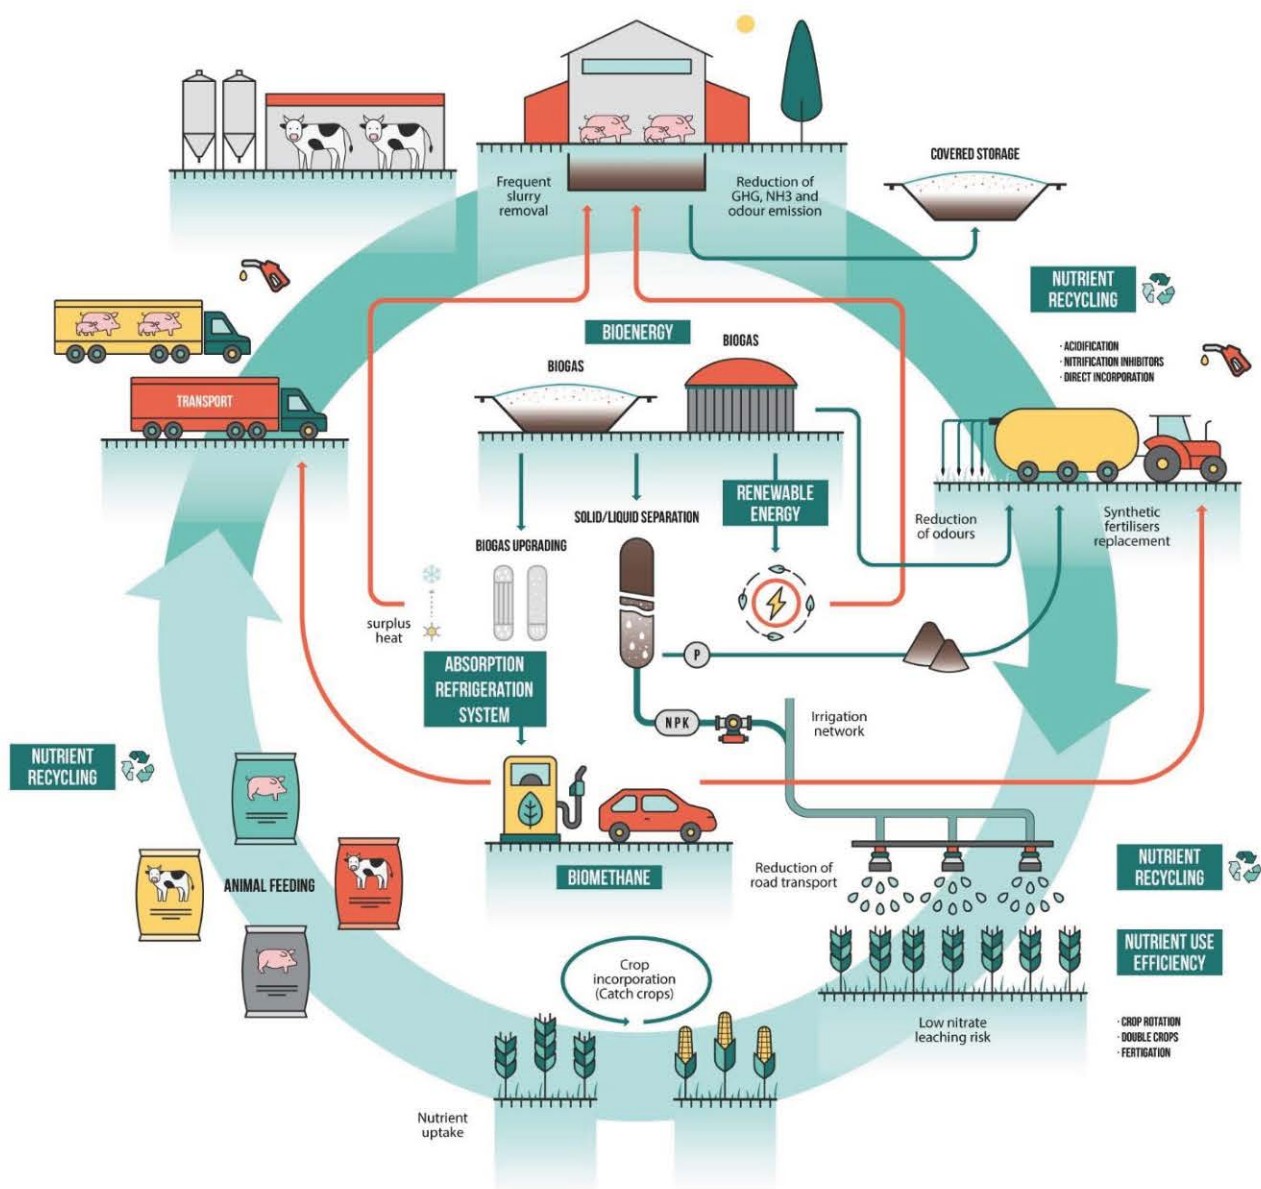 COVERED STORAGE
Frequent
slurry
removal
Reduction of
GHG, NH3 and
odour emission
NUTRIENT
RECYCLING
· ACIDIFICATION
· NITRIFICATION INHIBITORS
· DIRECT INCORPORATION
BIOENERGY
BIOGAS
BIOGAS
TRANSPORT
RENEWABLE
ENERGY
SOLID/LIQUID SEPARATION
BIOGAS UPGRADING
Reduction
of odours
Synthetic
fertilisers
replacement
surplus
heat
ABSORPTION
REFRIGERATION
SYSTEM
P
NPK
Irrigation
network
NUTRIENT
RECYCLING
ANIMAL FEEDING
BIOMETHANE
Reduction of
road transport
NUTRIENT
RECYCLING
NUTRIENT USE
EFFICIENCY
Crop
incorporation
(Catch crops)
Low nitrate
leaching risk
· CROP ROTATION
· DOUBLE CROPS
· FERTIGATION
Nutrient
uptake